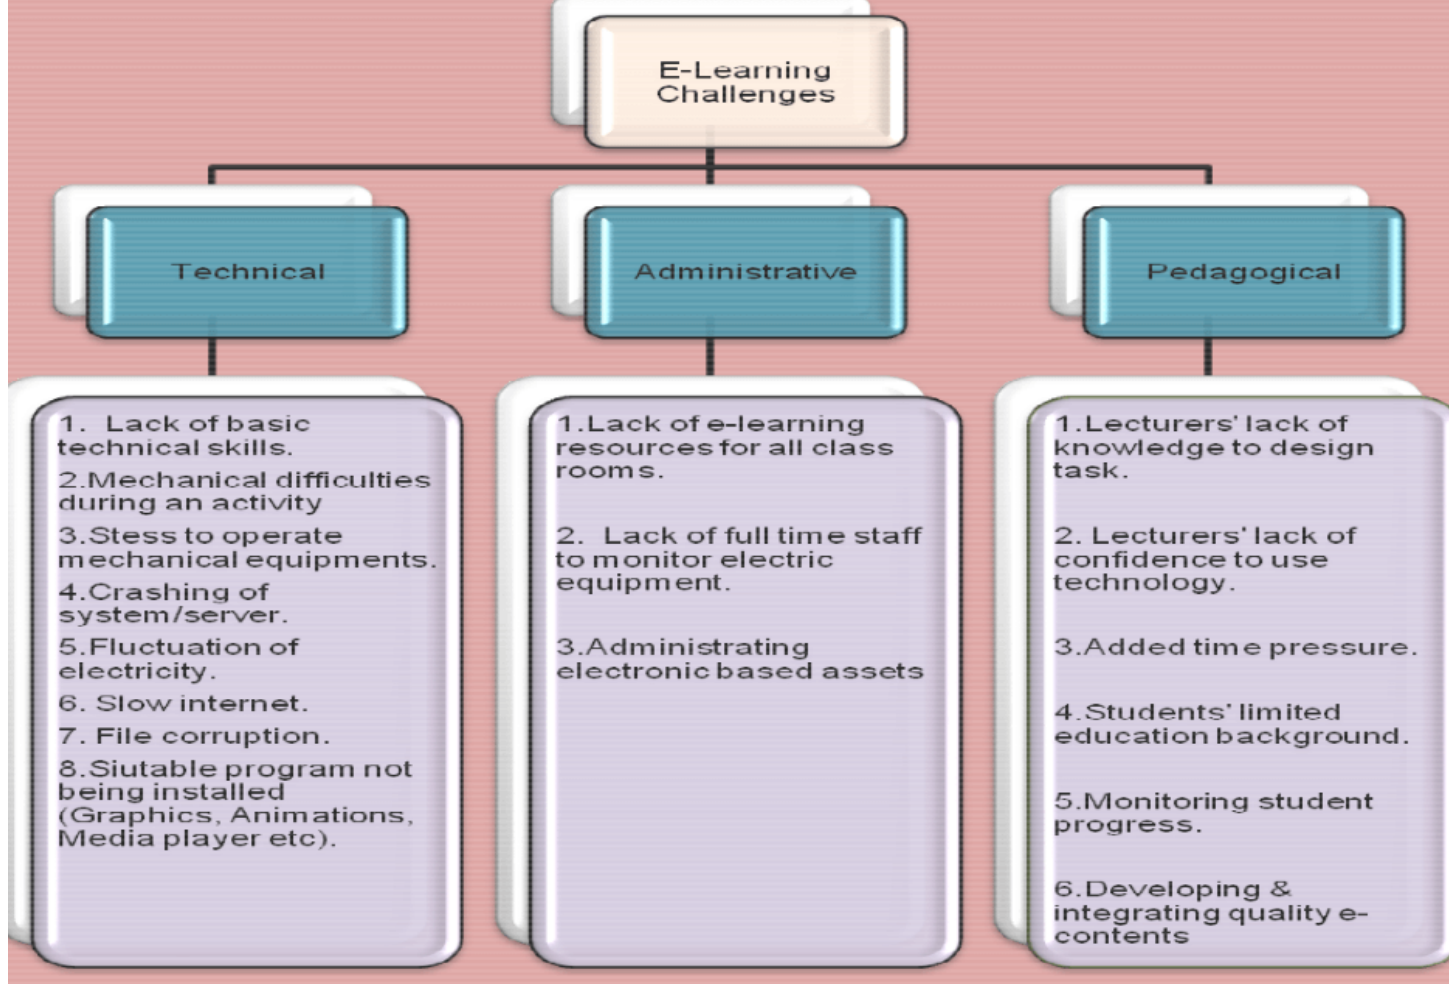 E-Learning
Challenges
Technical
Administrative
Pedagogical
1. Lack of basic
technical skills.
2.Mechanical difficulties
during an activity
3.Stess to operate
mechanical equipments.
4.Crashing of
system/server.
5.Fluctuation of
electricity.
6. Slow internet.
7. File corruption.
8.Siutable program not
being installed
(Graphics, Animations,
Media player etc).
1.Lack of e-learning
resources for all class
rooms.
2. Lack of full time staff
to monitor electric
equipment.
3.Administrating
electronic based assets
1.Lecturers' lack of
knowledge to design
task.
2. Lecturers' lack of
confidence to use
technology.
3.Added time pressure.
4.Students' limited
education background.
5.Monitoring student
progress.
6.Developing &
integrating quality e-
contents